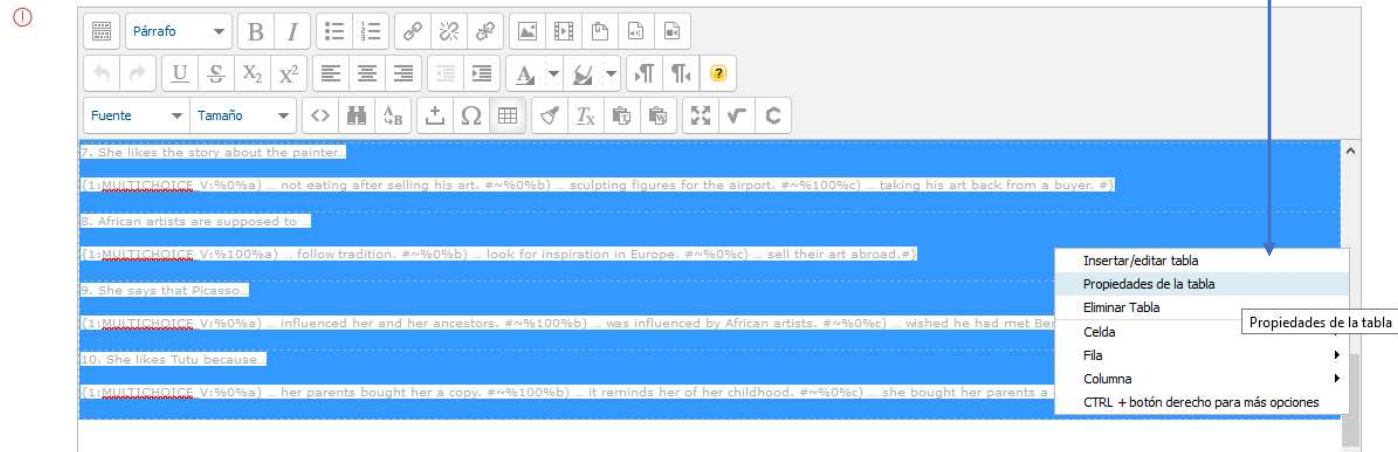 Párrafo B I
U S X2 X2 A ?
Fuente Tamaño <> A B Ω Tx T W C
7. She likes the story about the painter...
{1:MULTICHOICE_V:%0%a) ... not eating after selling his art. #~%0%b) ... sculpting figures for the airport. #~%100%c) ... taking his art back from a buyer. #}
8. African artists are supposed to ...
{1:MULTICHOICE_V:%100%a) ... follow tradition. #~%0%b) ... look for inspiration in Europe. #~%0%c) ... sell their art abroad.#}
9. She says that Picasso...
{1:MULTICHOICE_V:%0%a) ... influenced her and her ancestors. #~%100%b) ... was influenced by African artists. #~%0%c) ... wished he had met
10. She likes Tutu because...
{1:MULTICHOICE_V:%0%a) ... her parents bought her a copy. #~%100%b) ... it reminds her of her childhood. #~%0%c) ... she bought her parents a
Insertar/editar tabla
Propiedades de la tabla
Eliminar Tabla
Propiedades de la tabla
Celda
Fila
Columna
CTRL + botón derecho para más opciones